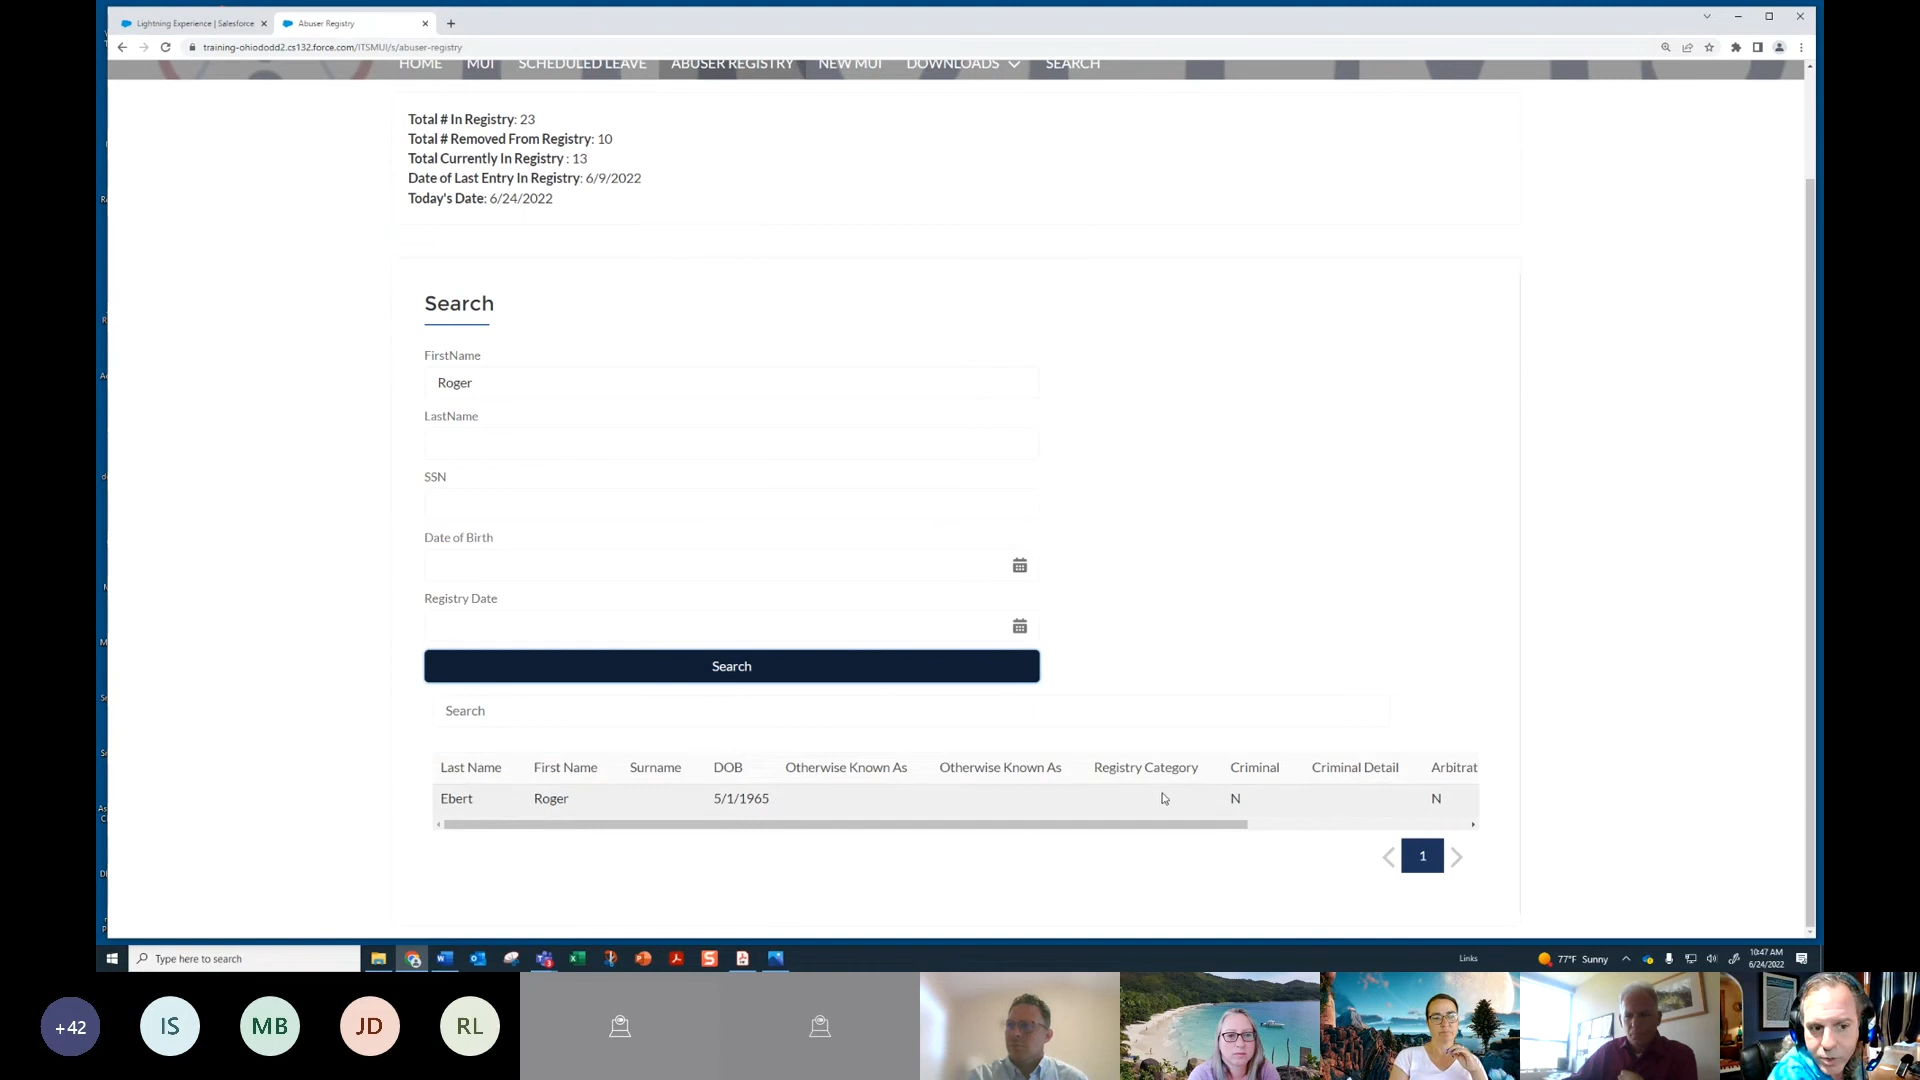 Lightning Experience | Salesforce
Abuser Registry
training-ohiododd2.cs132.force.com/ITSMUI/s/abuser-registry
HOME MUI SCHEDULED LEAVE ABUSER REGISTRY NEW MUI DOWNLOADS SEARCH
Total # In Registry: 23
Total # Removed From Registry: 10
Total Currently In Registry : 13
Date of Last Entry In Registry: 6/9/2022
Today's Date: 6/24/2022
Search
FirstName
Roger
LastName
SSN
Date of Birth
Registry Date
Search
Search
Last Name First Name Surname DOB Otherwise Known As Otherwise Known As Registry Category Criminal Criminal Detail Arbitrat
Ebert Roger 5/1/1965 N N
1
Type here to search
Links
77°F Sunny
10:47 AM
6/24/2022
+42 IS MB JD RL